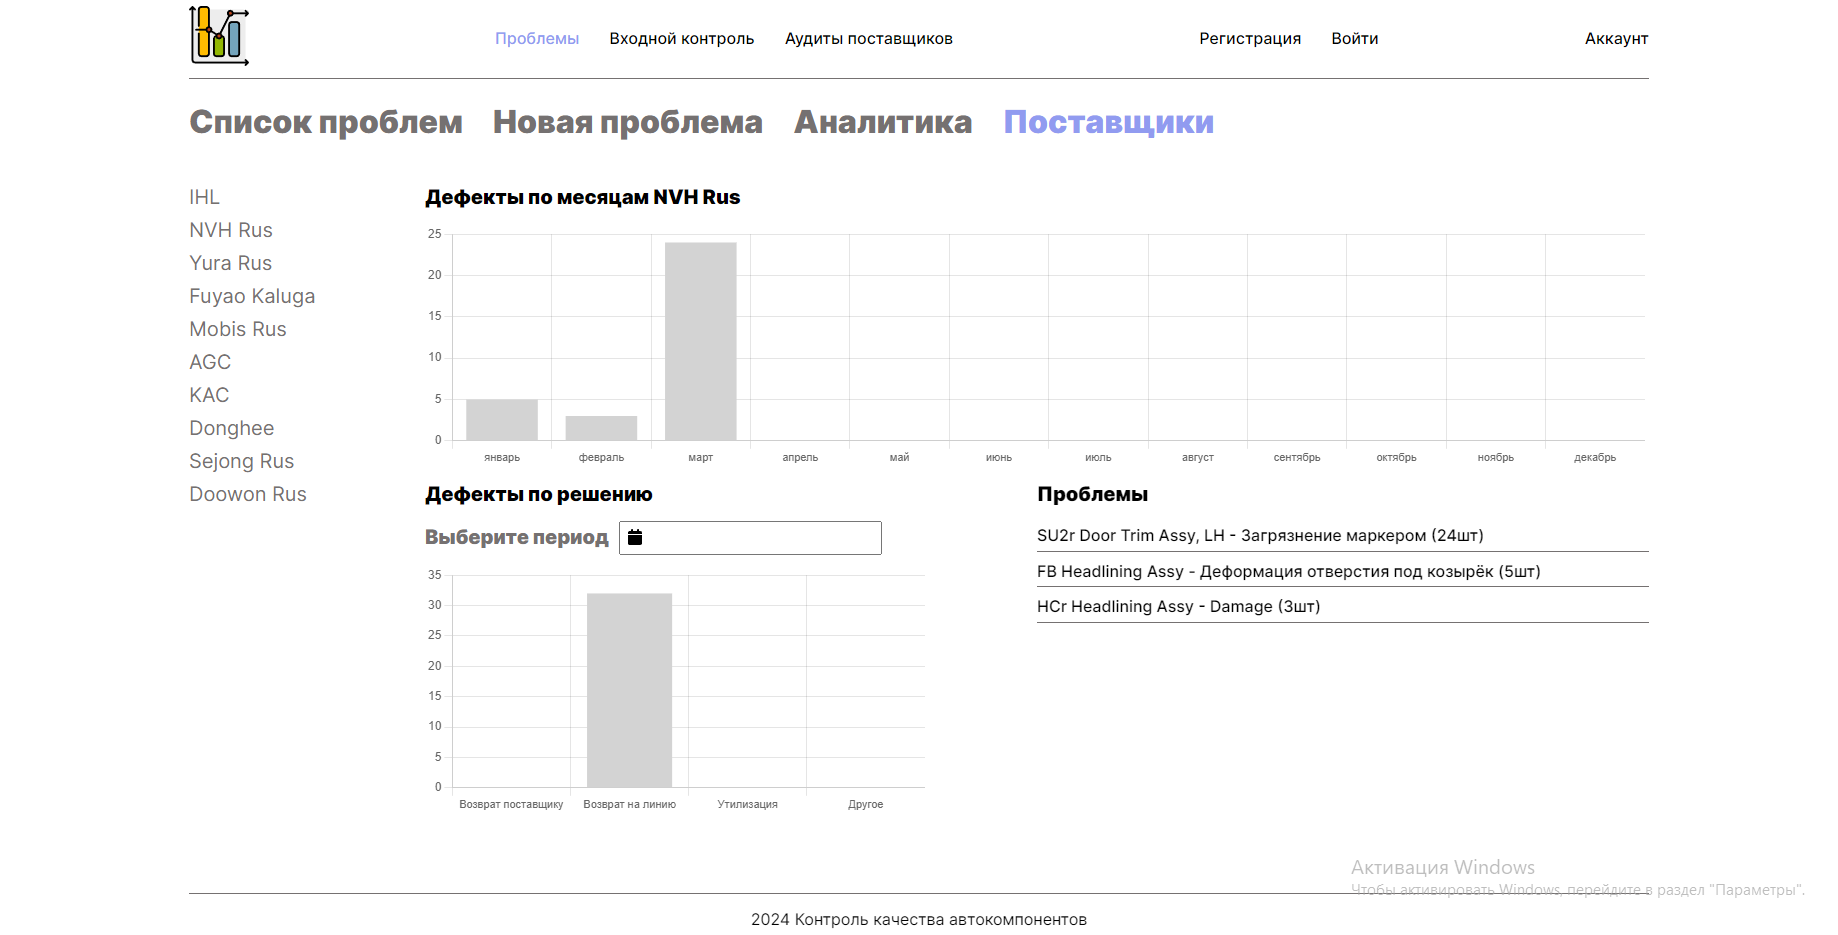 Проблемы Входной контроль Аудиты поставщиков Регистрация Войти Аккаунт
Список проблем Новая проблема Аналитика Поставщики
IHL
NVH Rus
Yura Rus
Fuyao Kaluga
Mobis Rus
AGC
KAC
Donghee
Sejong Rus
Doowon Rus
Дефекты по месяцам NVH Rus
25
20
15
10
5
0
январь февраль март апрель май июнь июль август сентябрь октябрь ноябрь декабрь
Дефекты по решению
Выберите период
35
30
25
20
15
10
5
0
Возврат поставщику Возврат на линию Утилизация Другое
Проблемы
SU2r Door Trim Assy, LH - Загрязнение маркером (24шт)
FB Headlining Assy - Деформация отверстия под козырёк (5шт)
HCr Headlining Assy - Damage (3шт)
Активация Windows
Чтобы активировать Windows, перейдите в раздел "Параметры".
2024 Контроль качества автокомпонентов